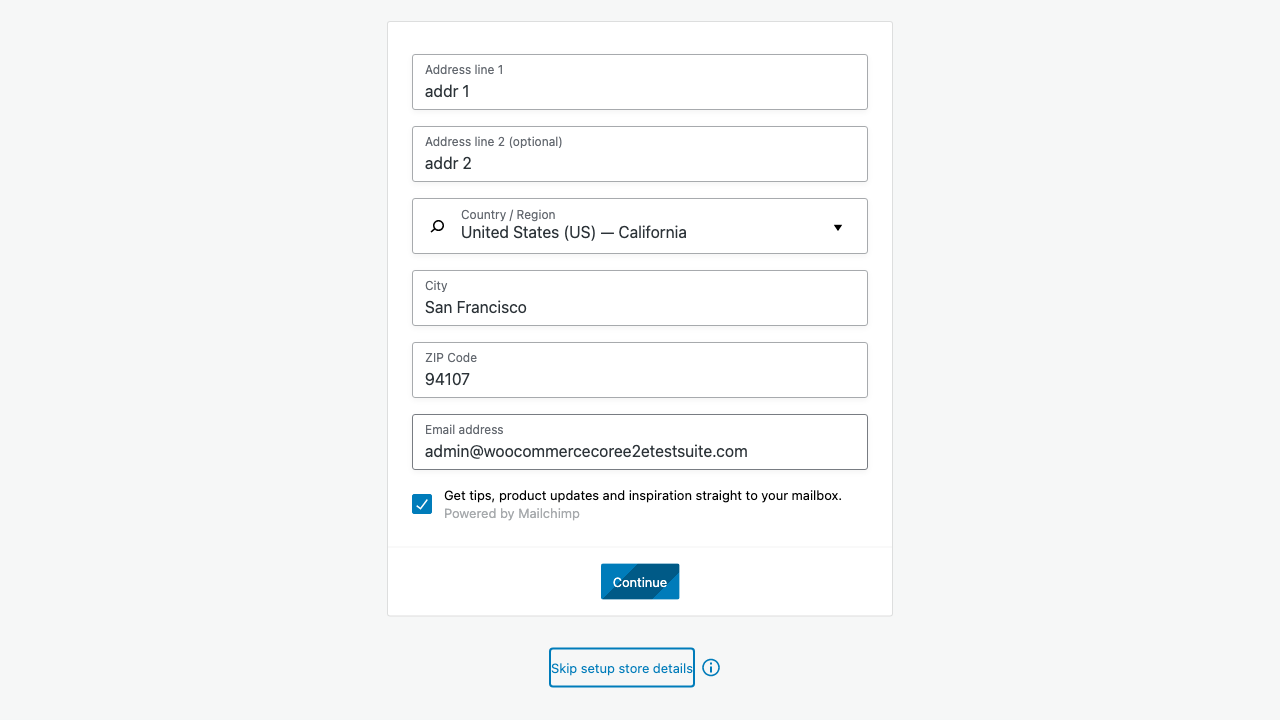 Address line 1
addr 1
Address line 2 (optional)
addr 2
Country / Region
United States (US) — California
City
San Francisco
ZIP Code
94107
Email address
admin@woocommercecoree2etestsuite.com
Get tips, product updates and inspiration straight to your mailbox.
Powered by Mailchimp
Continue
Skip setup store details